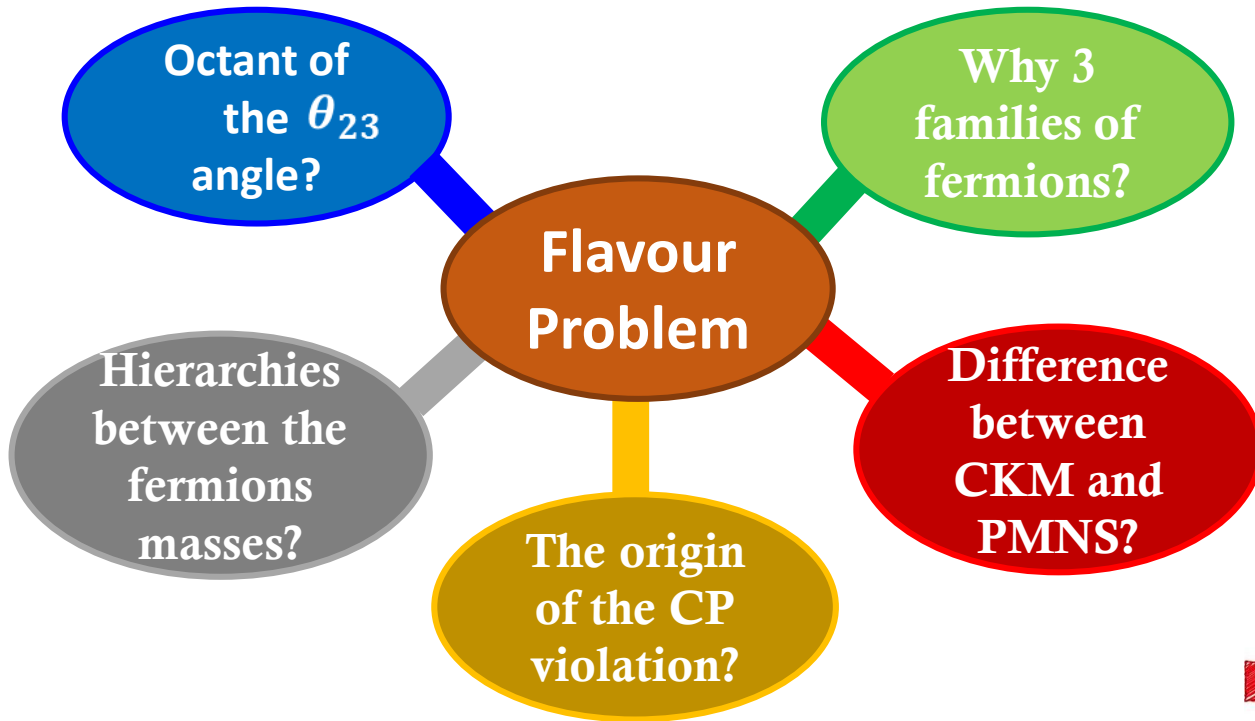 Octant of
the θ₂₃
angle?
Why 3
families of
fermions?
Flavour
Problem
Hierarchies
between the
fermions
masses?
Difference
between
CKM and
PMNS?
The origin
of the CP
violation?